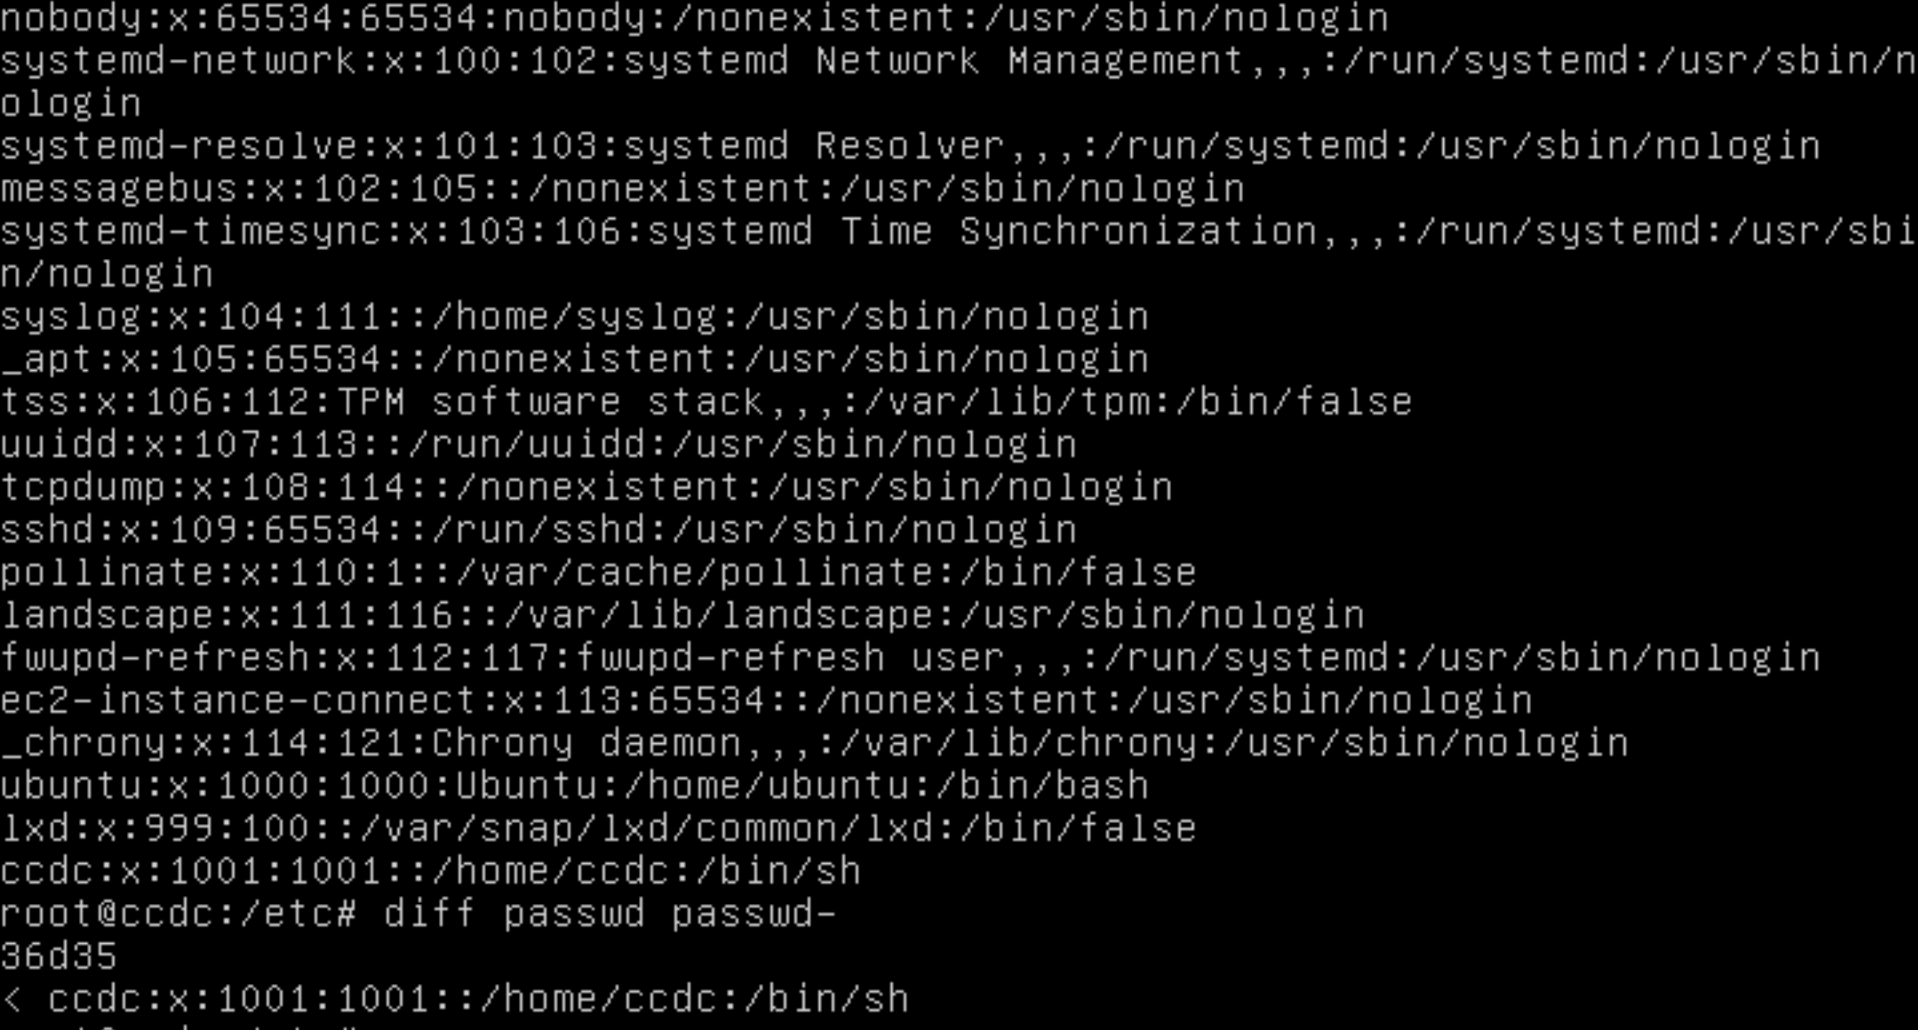 nobody:x:65534:65534:nobody:/nonexistent:/usr/sbin/nologin
systemd-network:x:100:102:systemd Network Management,,,:/run/systemd:/usr/sbin/n
ologin
systemd-resolve:x:101:103:systemd Resolver,,,:/run/systemd:/usr/sbin/nologin
messagebus:x:102:105::/nonexistent:/usr/sbin/nologin
systemd-timesync:x:103:106:systemd Time Synchronization,,,:/run/systemd:/usr/sbi
n/nologin
syslog:x:104:111::/home/syslog:/usr/sbin/nologin
_apt:x:105:65534::/nonexistent:/usr/sbin/nologin
tss:x:106:112:TPM software stack,,,:/var/lib/tpm:/bin/false
uuidd:x:107:113::/run/uuidd:/usr/sbin/nologin
tcpdump:x:108:114::/nonexistent:/usr/sbin/nologin
sshd:x:109:65534::/run/sshd:/usr/sbin/nologin
pollinate:x:110:1::/var/cache/pollinate:/bin/false
landscape:x:111:116::/var/lib/landscape:/usr/sbin/nologin
fwupd-refresh:x:112:117:fwupd-refresh user,,,:/run/systemd:/usr/sbin/nologin
ec2-instance-connect:x:113:65534::/nonexistent:/usr/sbin/nologin
_chrony:x:114:121:Chrony daemon,,,:/var/lib/chrony:/usr/sbin/nologin
ubuntu:x:1000:1000:Ubuntu:/home/ubuntu:/bin/bash
lxd:x:999:100::/var/snap/lxd/common/lxd:/bin/false
ccdc:x:1001:1001::/home/ccdc:/bin/sh
root@ccdc:/etc# diff passwd passwd-
36d35
< ccdc:x:1001:1001::/home/ccdc:/bin/sh